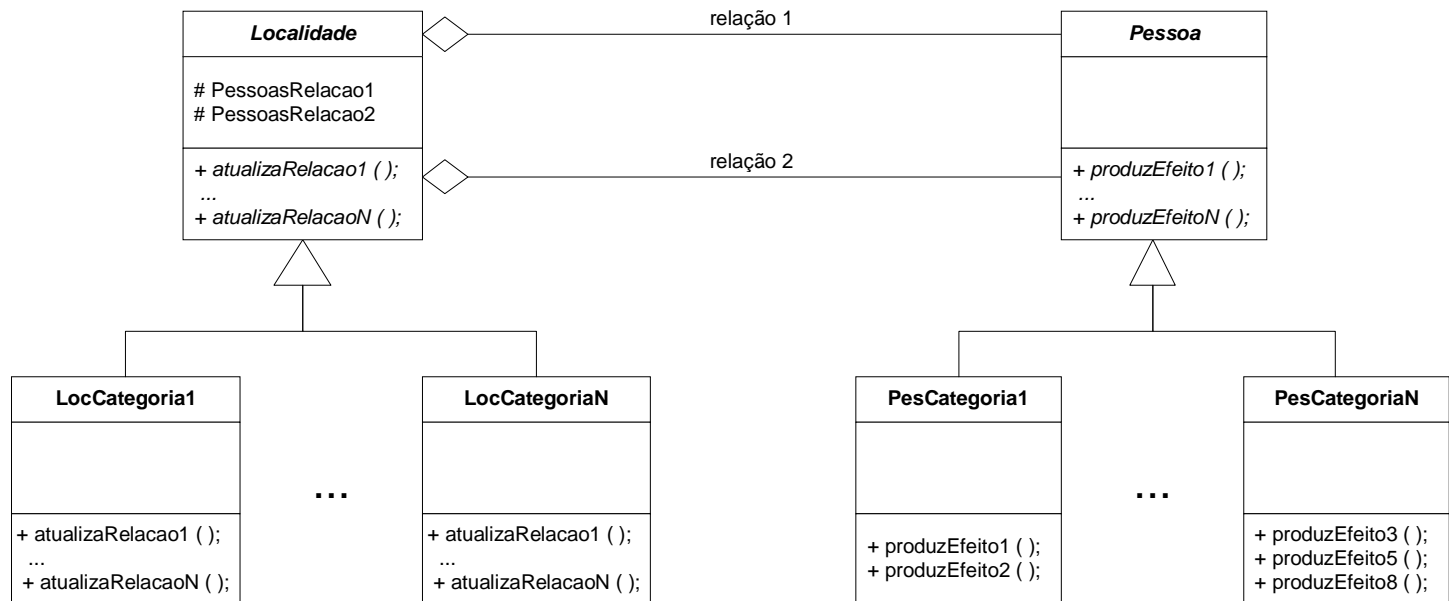 Localidade
# PessoasRelacao1
# PessoasRelacao2
+ atualizaRelacao1 ( );
...
+ atualizaRelacaoN ( );
relação 1
relação 2
Pessoa
+ produzEfeito1 ( );
...
+ produzEfeitoN ( );
LocCategoria1
+ atualizaRelacao1 ( );
...
+ atualizaRelacaoN ( );
...
LocCategoriaN
+ atualizaRelacao1 ( );
...
+ atualizaRelacaoN ( );
PesCategoria1
+ produzEfeito1 ( );
+ produzEfeito2 ( );
...
PesCategoriaN
+ produzEfeito3 ( );
+ produzEfeito5 ( );
+ produzEfeito8 ( );